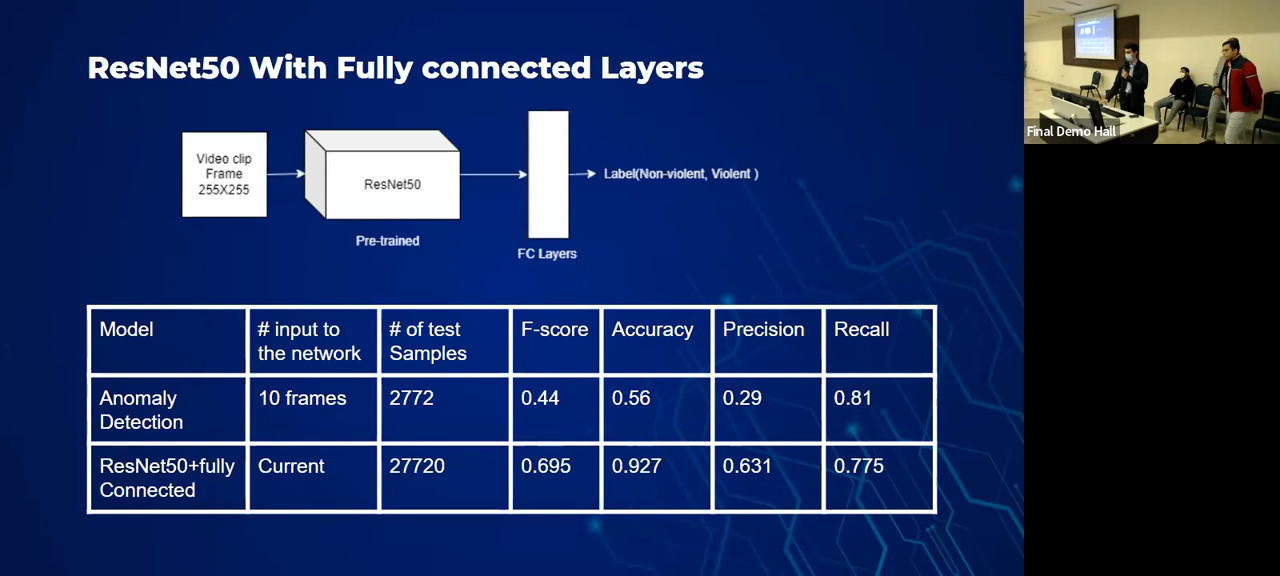 ResNet50 With Fully connected Layers
Video clip
Frame
255X255
ResNet50
Label(Non-violent, Violent )
Pre-trained
FC Layers
Model
# input to
the network
# of test
Samples
F-score
Accuracy
Precision
Recall
Anomaly
Detection
10 frames
2772
0.44
0.56
0.29
0.81
ResNet50+fully
Connected
Current
27720
0.695
0.927
0.631
0.775
Final Demo Hall